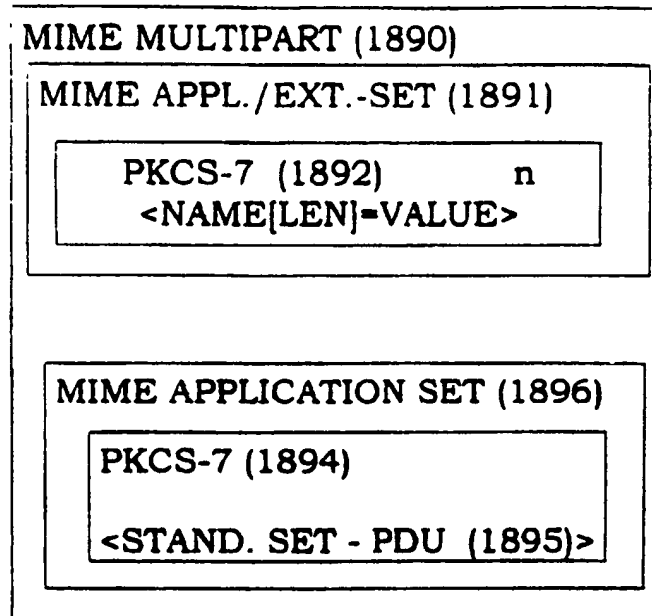 MIME MULTIPART (1890)
MIME APPL./EXT.-SET (1891)
PKCS-7 (1892) n
<NAME[LEN]=VALUE>
MIME APPLICATION SET (1896)
PKCS-7 (1894)
<STAND. SET - PDU (1895)>